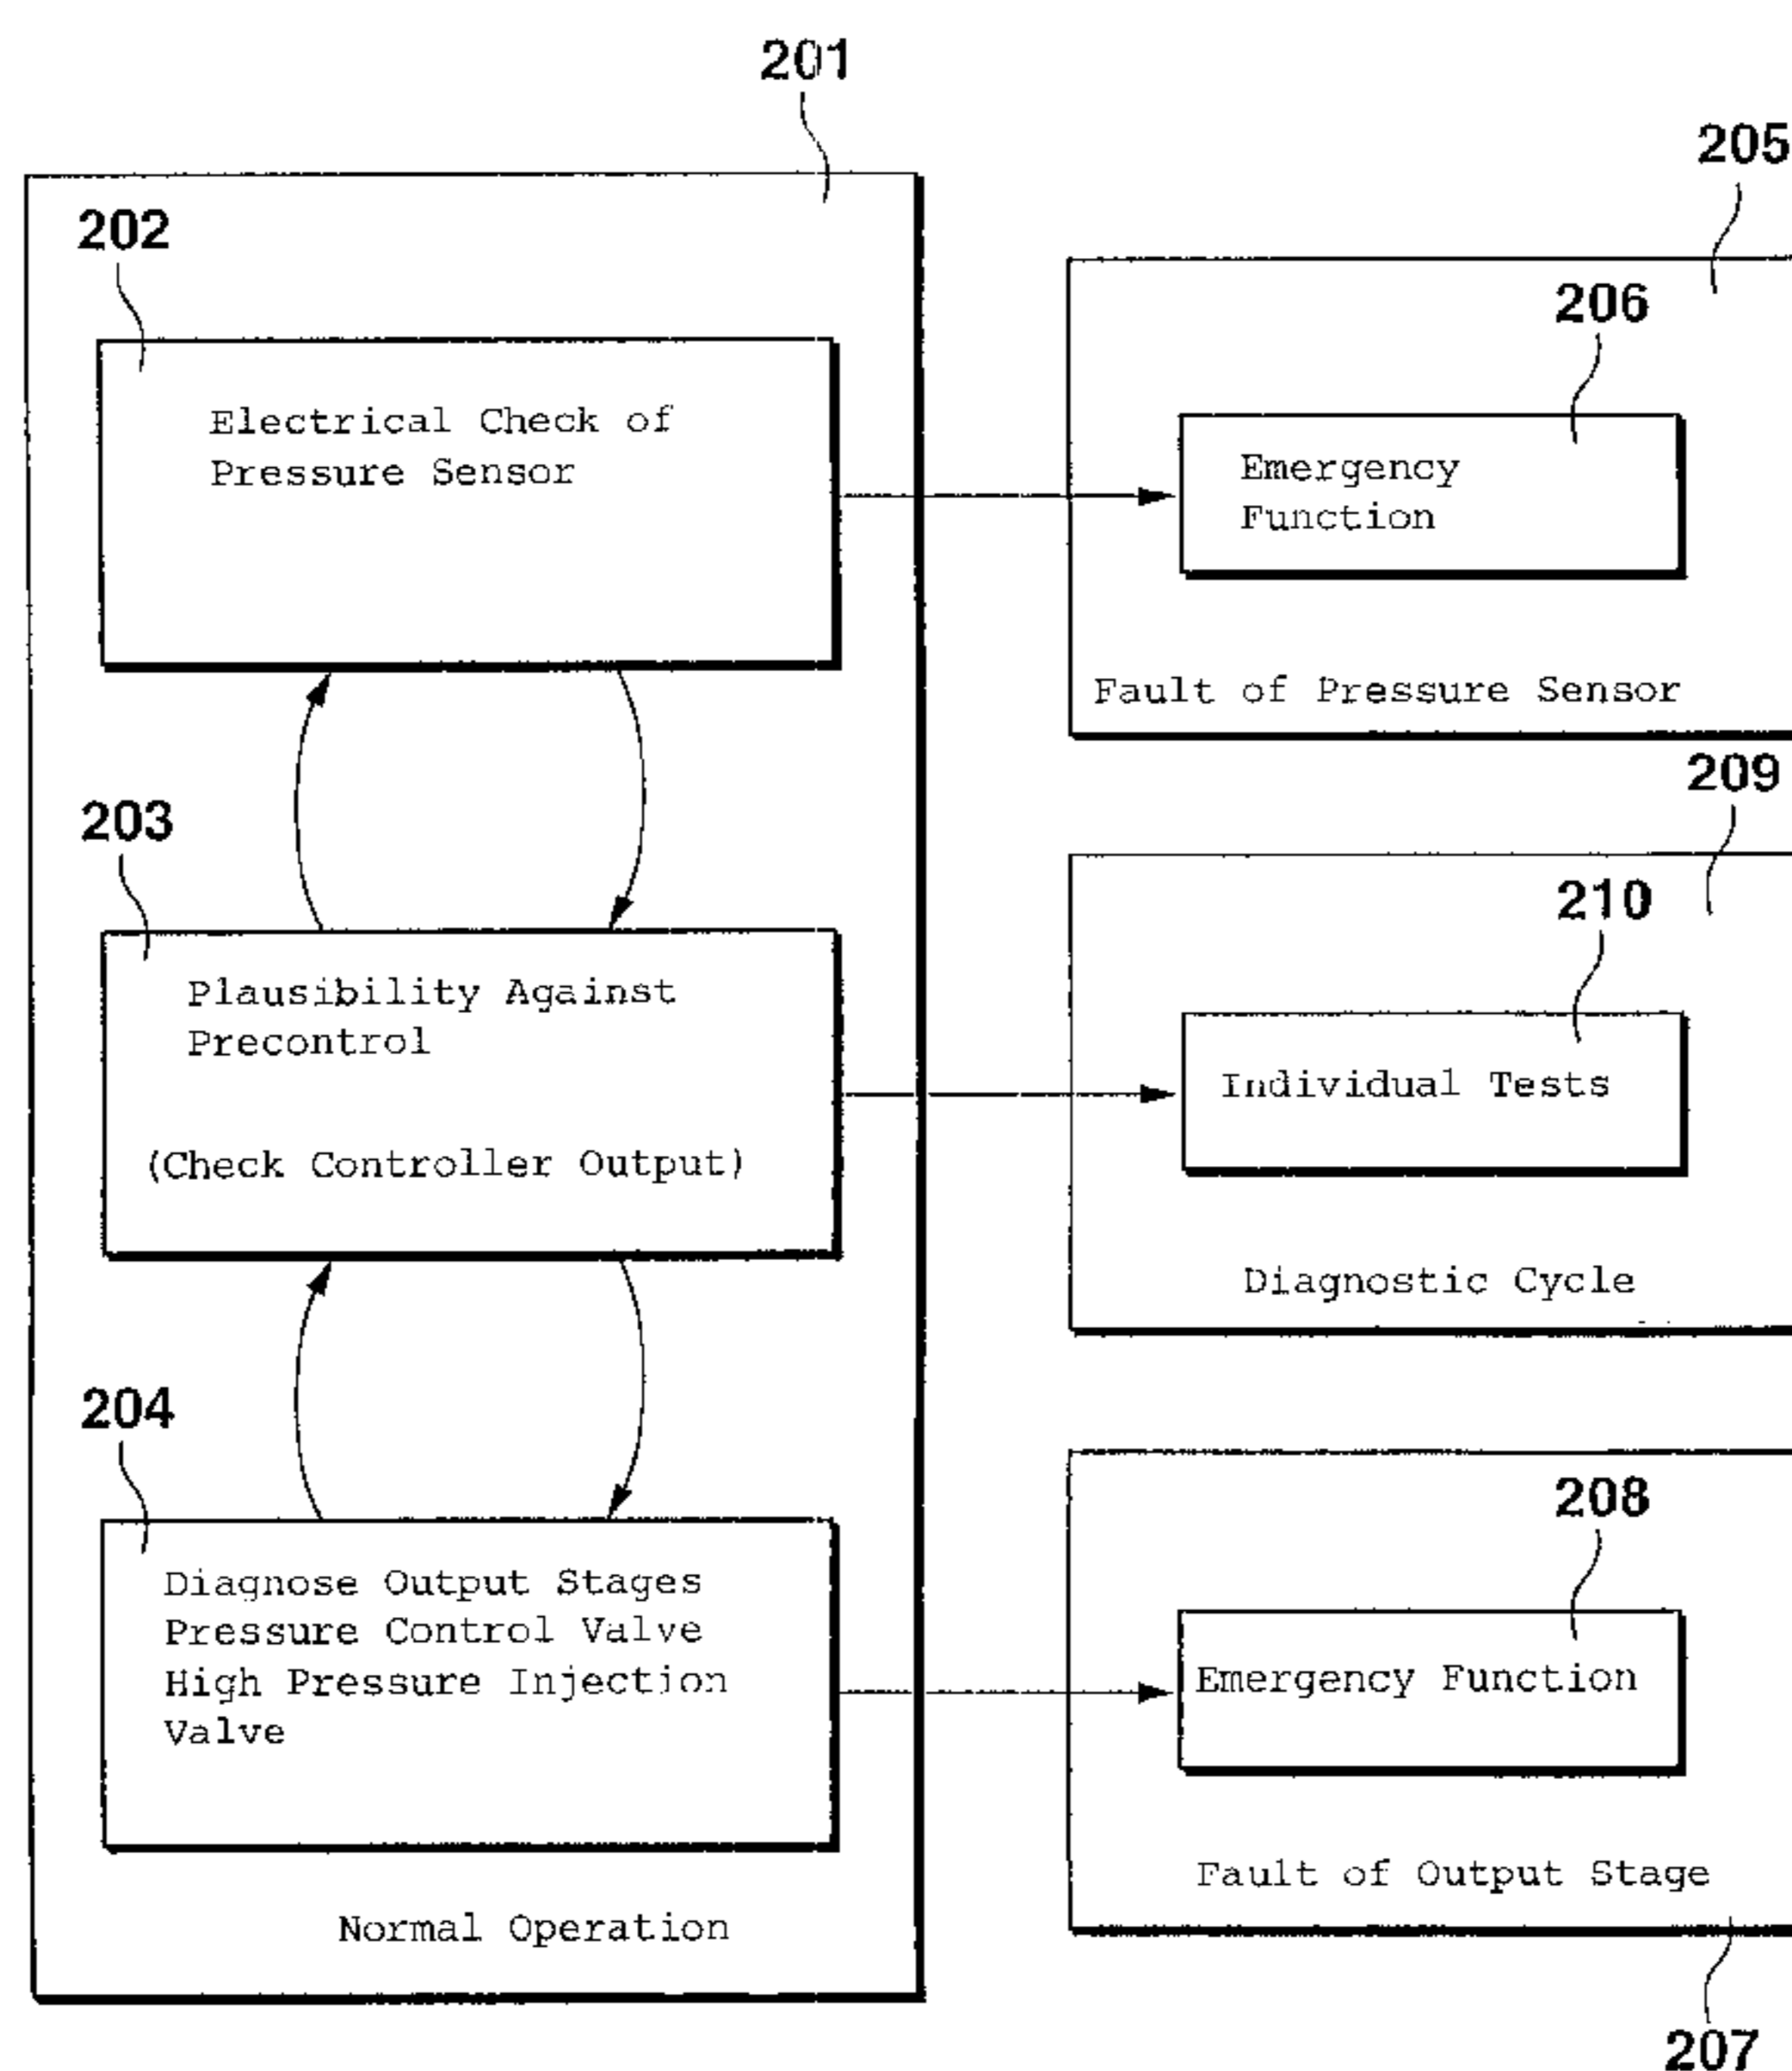 201
202
Electrical Check of
Pressure Sensor
203
Plausibility Against
Precontrol
(Check Controller Output)
204
Diagnose Output Stages
Pressure Control Valve
High Pressure Injection
Valve
Normal Operation
205
206
Emergency
Function
Fault of Pressure Sensor
209
210
Individual Tests
Diagnostic Cycle
208
Emergency Function
Fault of Output Stage
207